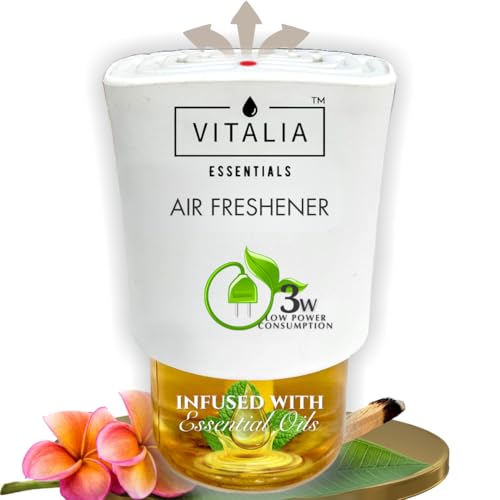 TM
VITALIA
ESSENTIALS
AIR FRESHENER
3W
LOW POWER
CONSUMPTION
INFUSED WITH
Essential Oils